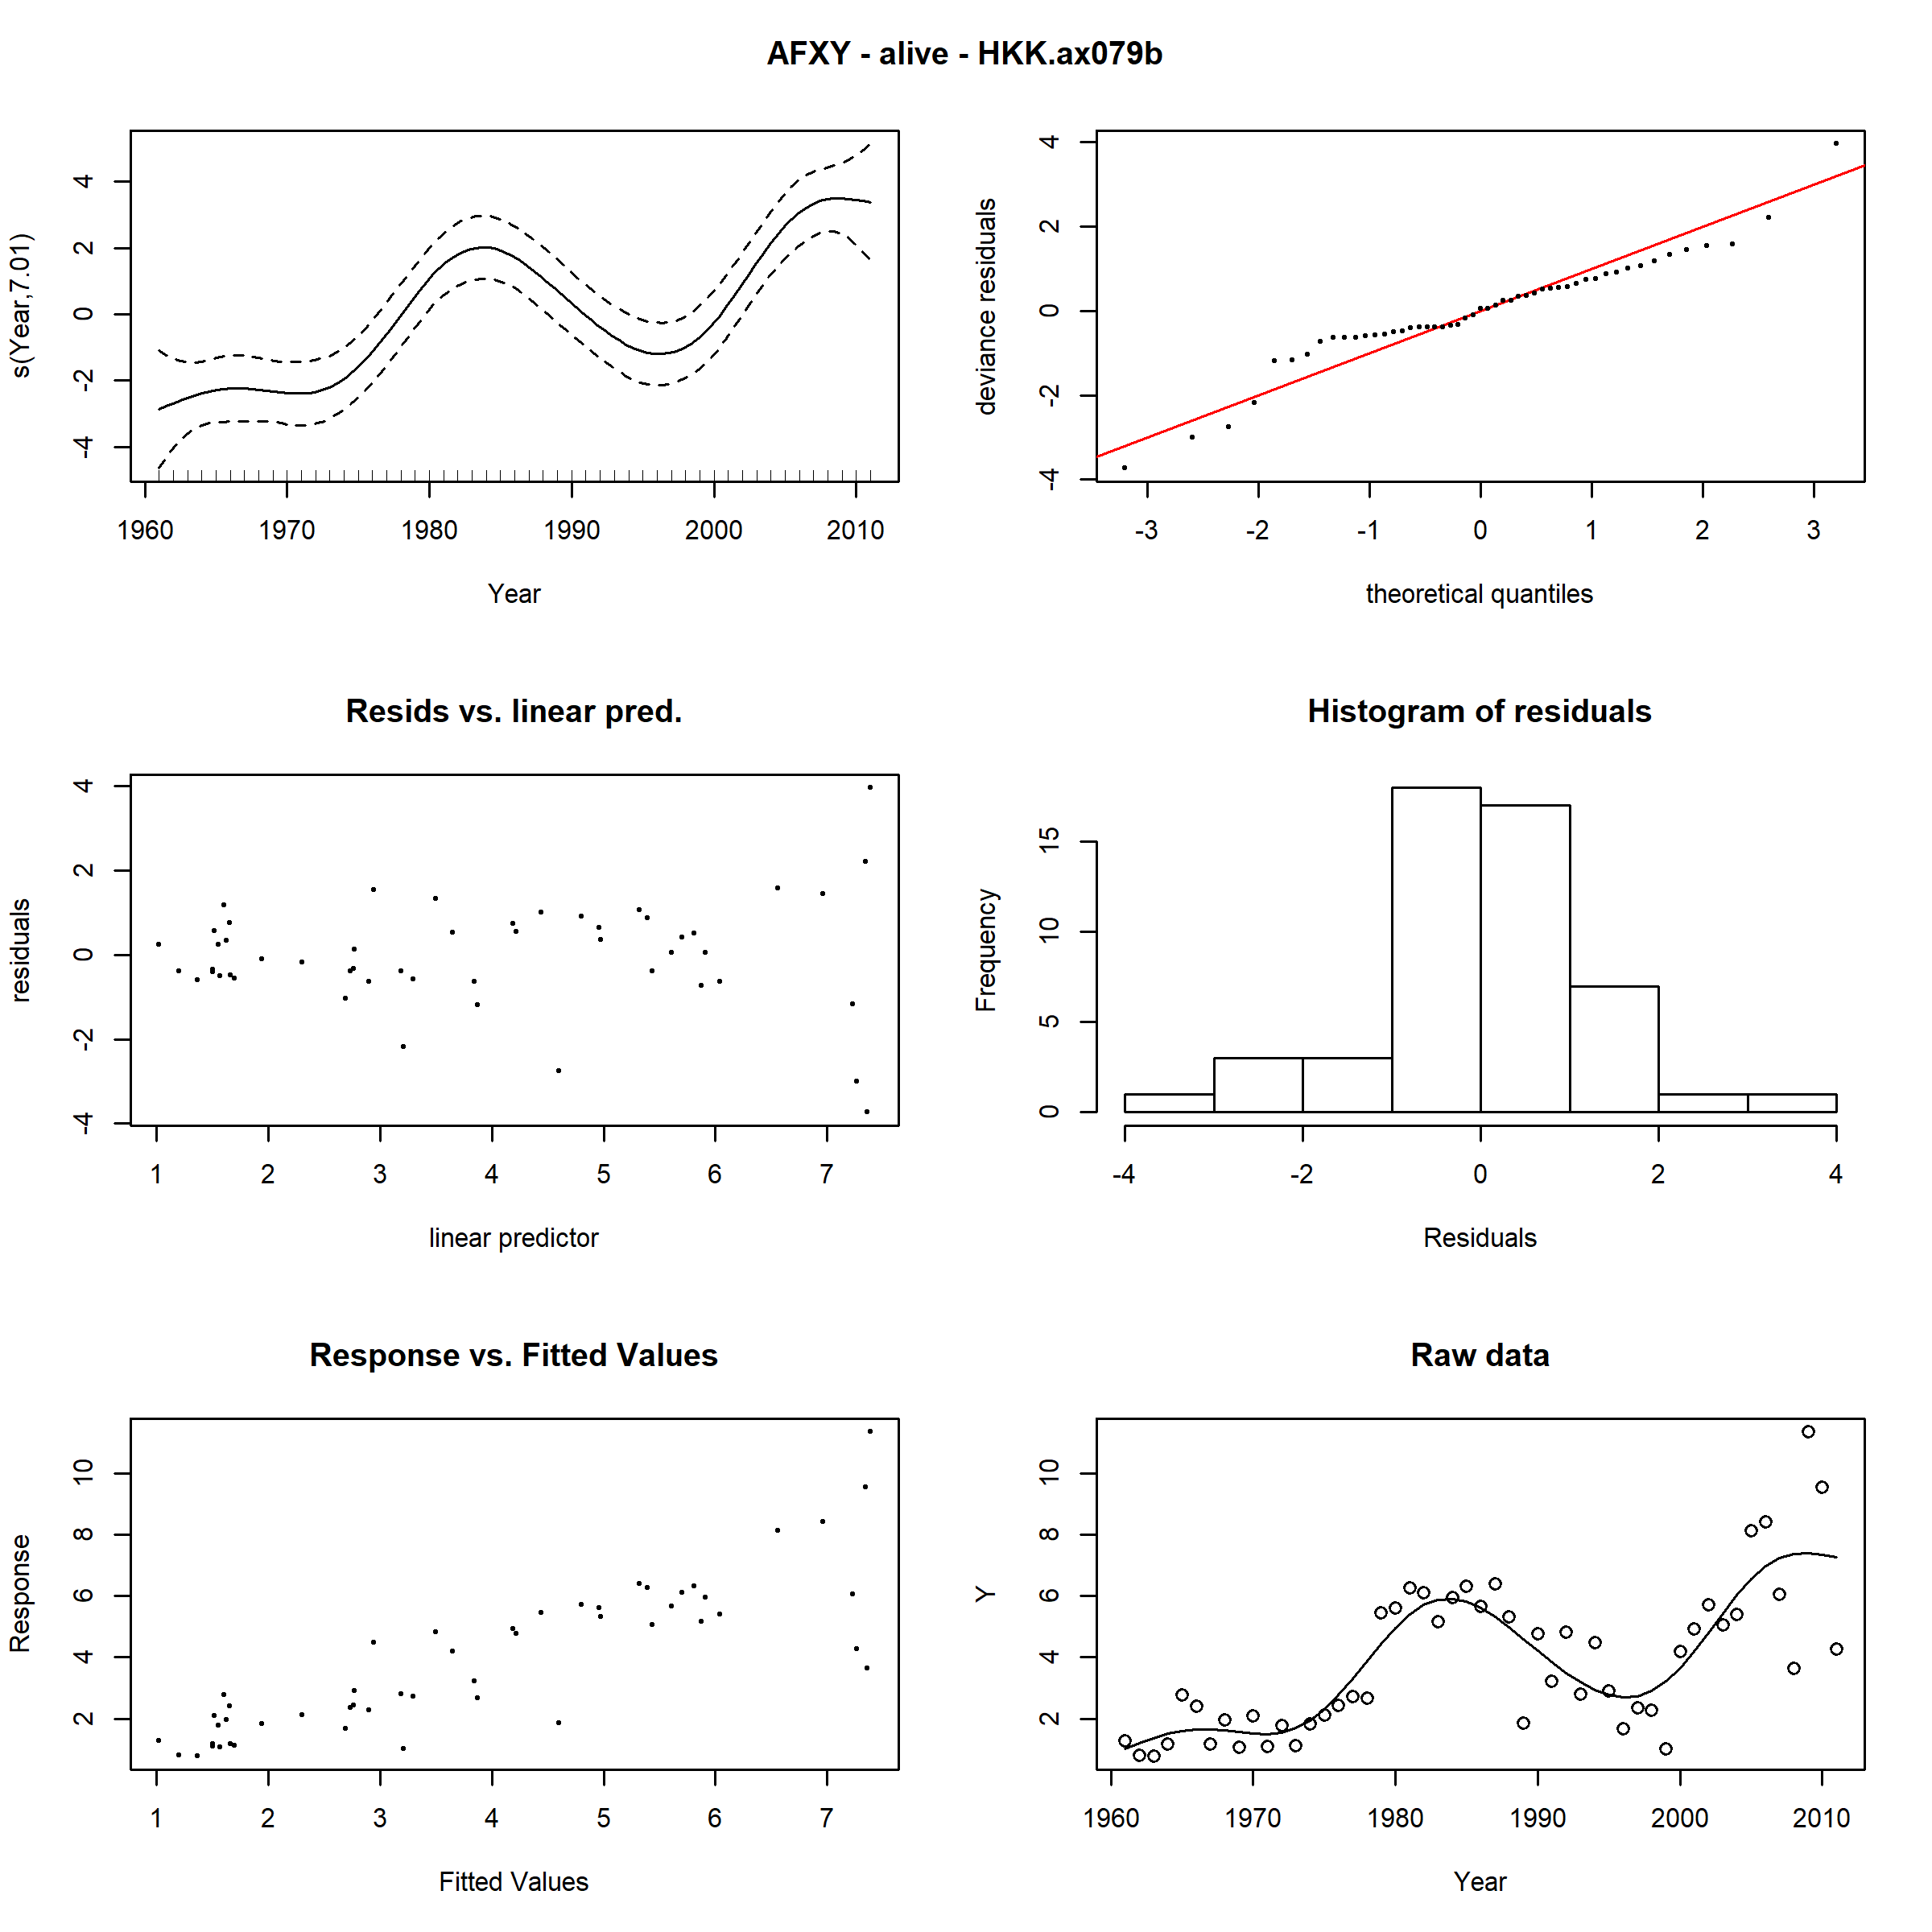 AFXY - alive - HKK.ax079b
s(Year,7.01)
4
2
0
-2
-4
1960 1970 1980 1990 2000 2010
Year
deviance residuals
4
2
0
-2
-4
-3 -2 -1 0 1 2 3
theoretical quantiles
Resids vs. linear pred.
residuals
4
2
0
-2
-4
1 2 3 4 5 6 7
linear predictor
Histogram of residuals
Frequency
15
10
5
0
-4 -2 0 2 4
Residuals
Response vs. Fitted Values
Response
10
8
6
4
2
1 2 3 4 5 6 7
Fitted Values
Raw data
Y
10
8
6
4
2
1960 1970 1980 1990 2000 2010
Year